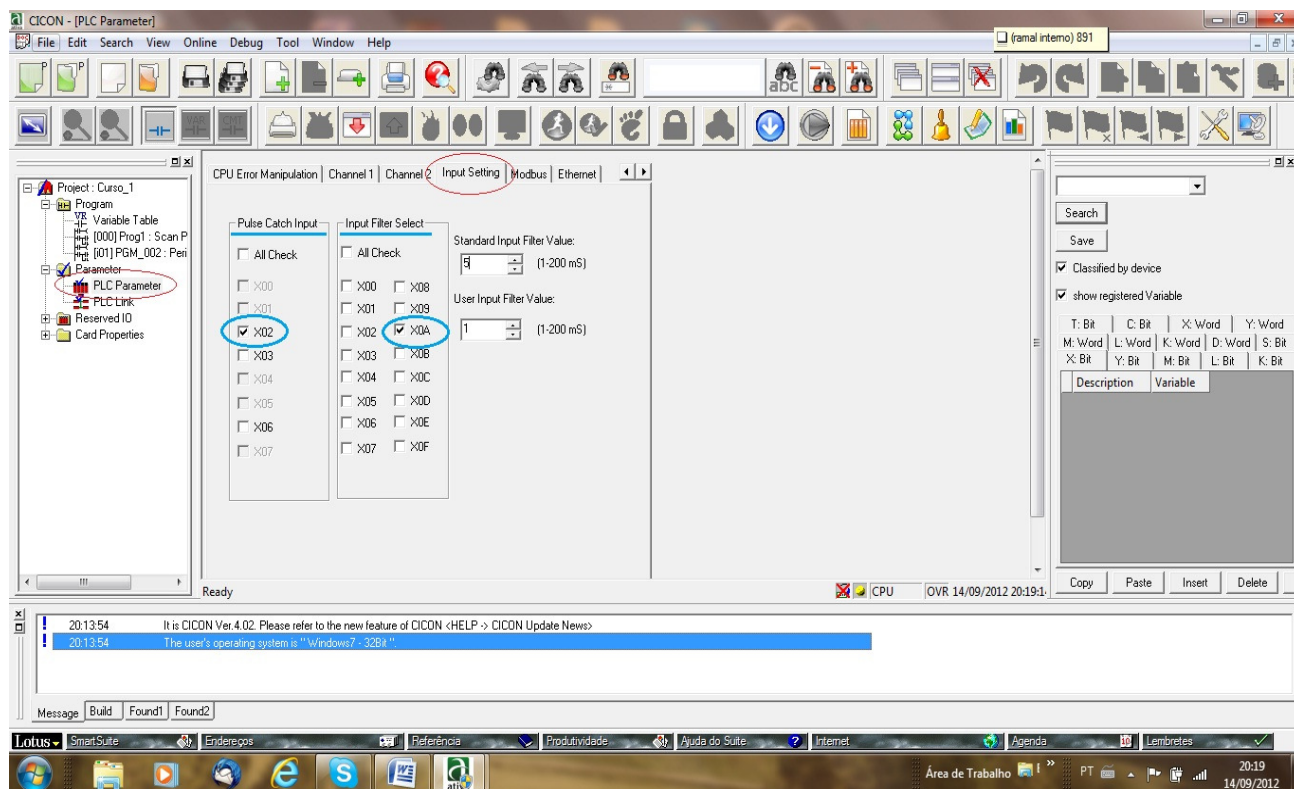 CICON - [PLC Parameter]
(ramal interno) 891
File Edit Search View Online Debug Tool Window Help
Project : Curso_1
Program
Variable Table
[000] Prog1 : Scan P
[i01] PGM_002 : Peri
Parameter
PLC Parameter
PLC Link
Reserved IO
Card Properties
CPU Error Manipulation Channel 1 Channel 2 Input Setting Modbus Ethernet
Pulse Catch Input
All Check
X00
X01
X02
X03
X04
X05
X06
X07
Input Filter Select
All Check
X00 X08
X01 X09
X02 X0A
X03 X0B
X04 X0C
X05 X0D
X06 X0E
X07 X0F
Standard Input Filter Value:
5 (1-200 mS)
User Input Filter Value:
1 (1-200 mS)
Search
Save
Classified by device
show registered Variable
T: Bit C: Bit X: Word Y: Word
M: Word L: Word K: Word D: Word S: Bit
X: Bit Y: Bit M: Bit L: Bit K: Bit
Description Variable
Copy Paste Insert Delete
Ready CPU OVR 14/09/2012 20:19:1
20:13:54 It is CICON Ver.4.02. Please refer to the new feature of CICON <HELP -> CICON Update News>
20:13:54 The user's operating system is "Windows7 - 32Bit ".
Message Build Found1 Found2
Lotus SmartSuite Endereços Referência Produtividade Ajuda do Suite Internet Agenda Lembretes
Área de Trabalho PT 20:19
14/09/2012